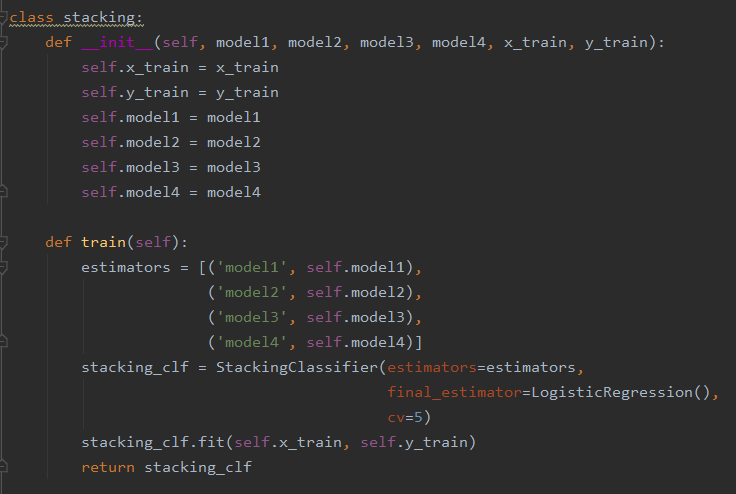 class stacking:
    def __init__(self, model1, model2, model3, model4, x_train, y_train):
        self.x_train = x_train
        self.y_train = y_train
        self.model1 = model1
        self.model2 = model2
        self.model3 = model3
        self.model4 = model4
    def train(self):
        estimators = [('model1', self.model1),
                      ('model2', self.model2),
                      ('model3', self.model3),
                      ('model4', self.model4)]
        stacking_clf = StackingClassifier(estimators=estimators,
                                          final_estimator=LogisticRegression(),
                                          cv=5)
        stacking_clf.fit(self.x_train, self.y_train)
        return stacking_clf